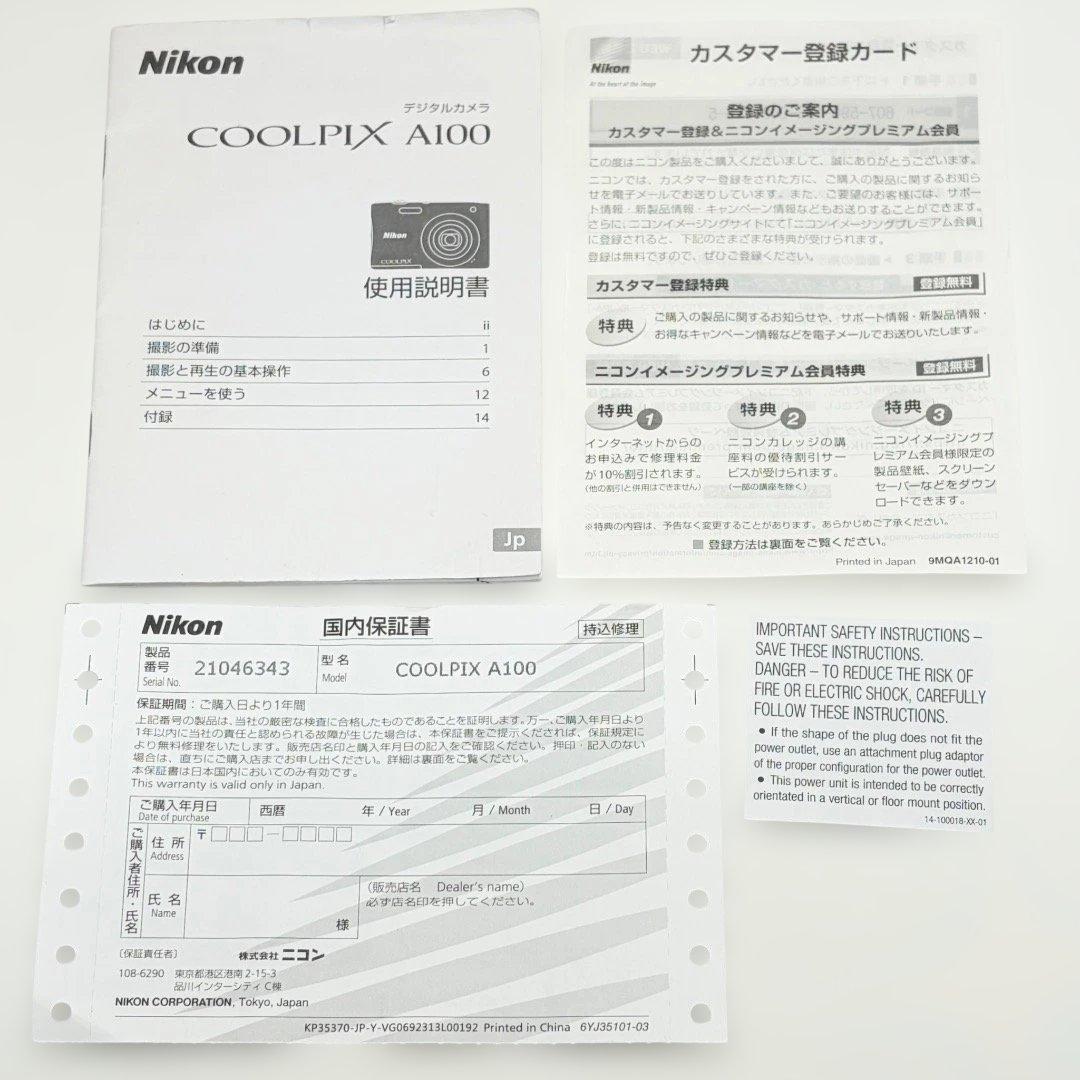 Nikon
デジタルカメラ
COOLPIX A100
Nikon
COOLPIX
使用説明書
はじめに ii
撮影の準備 1
撮影と再生の基本操作 6
メニューを使う 12
付録 14
Jp
Nikon
At the heart of the image
カスタマー登録カード
登録のご案内
カスタマー登録&ニコンイメージングプレミアム会員
この度はニコン製品をご購入くださいまして、誠にありがとうございます。
ニコンでは、カスタマー登録をされた方に、ご購入の製品に関するお知ら
せを電子メールでお送りしています。また、ご要望のお客様には、サポー
ト情報・新製品情報・キャンペーン情報などもお送りすることができます。
さらに、ニコンイメージングサイトにて「ニコンイメージングプレミアム会員」
に登録されると、下記のさまざまな特典が受けられます。
登録は無料ですので、ぜひご登録ください。
カスタマー登録特典 登録無料
特典
ご購入の製品に関するお知らせや、サポート情報・新製品情報・
お得なキャンペーン情報などを電子メールでお送りいたします。
ニコンイメージングプレミアム会員特典 登録無料
特典 1
インターネットからの
お申込みで修理料金
が10%割引されます。
(他の割引と併用はできません)
特典 2
ニコンカレッジの講
座料の優待割引サー
ビスが受けられます。
(一部の講座を除く)
特典 3
ニコンイメージングプ
レミアム会員様限定の
製品壁紙、スクリーン
セーバーなどをダウン
ロードできます。
※特典の内容は、予告なく変更することがあります。あらかじめご了承ください。
■ 登録方法は裏面をご覧ください。
Printed in Japan 9MQA1210-01
Nikon 国内保証書 持込修理
製品
番号
Serial No.
21046343
型名
Model
COOLPIX A100
保証期間：ご購入日より1年間
上記番号の製品は、当社の厳密な検査に合格したものであることを証明します。万一、ご購入年月日より
1年以内に当社の責任と認められる故障が生じた場合は、本保証書をご提示くだされば、保証規定に
より無料修理をいたします。販売店名印と購入年月日の記入をご確認ください。押印・記入のない
場合は、直ちにご購入店までお申し出ください。詳細は裏面をご覧ください。
本保証書は日本国内においてのみ有効です。
This warranty is valid only in Japan.
ご購入年月日
Date of purchase
西暦 年 / Year 月 / Month 日 / Day
ご購入者住所・氏名
住所
Address
〒□□□-□□□□
氏名
Name
様
(販売店名 Dealer's name)
必ず店名印を押してください。
〔保証責任者〕 株式会社 ニコン
108-6290 東京都港区港南2-15-3
品川インターシティ C棟
NIKON CORPORATION, Tokyo, Japan
KP35370-JP-Y-VG0692313L00192 Printed in China 6YJ35101-03
IMPORTANT SAFETY INSTRUCTIONS –
SAVE THESE INSTRUCTIONS.
DANGER – TO REDUCE THE RISK OF
FIRE OR ELECTRIC SHOCK, CAREFULLY
FOLLOW THESE INSTRUCTIONS.
• If the shape of the plug does not fit the
power outlet, use an attachment plug adaptor
of the proper configuration for the power outlet.
• This power unit is intended to be correctly
orientated in a vertical or floor mount position.
14-100018-XX-01